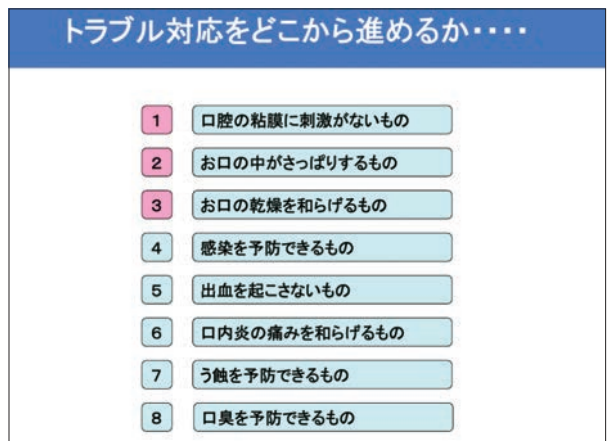 トラブル対応をどこから進めるか････
1 口腔の粘膜に刺激がないもの
2 お口の中がさっぱりするもの
3 お口の乾燥を和らげるもの
4 感染を予防できるもの
5 出血を起こさないもの
6 口内炎の痛みを和らげるもの
7 う蝕を予防できるもの
8 口臭を予防できるもの